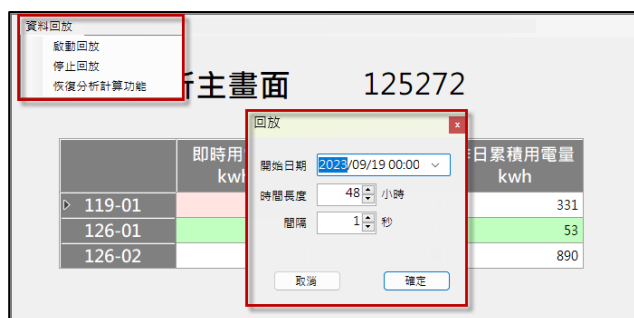 資料回放
啟動回放
停止回放
恢復分析計算功能
析主畫面 125272
回放
開始日期 2023/09/19 00:00
時間長度 48 小時
間隔 1 秒
取消 確定
即時用
kwh
日累積用電量
kwh
119-01 331
126-01 53
126-02 890